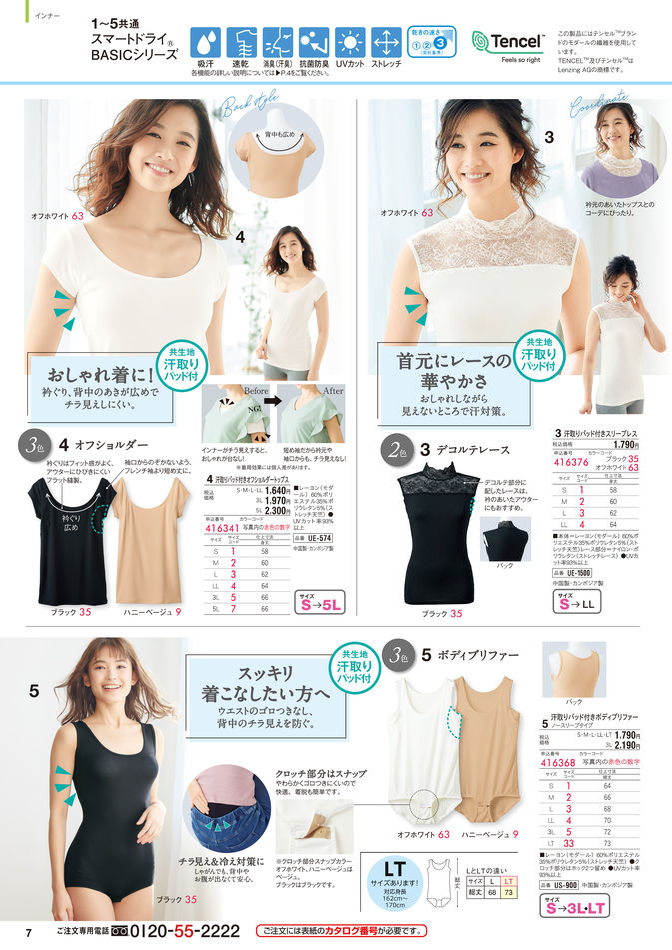 インナー
1〜5共通
スマートドライ®
BASICシリーズ
吸汗
速乾
消臭(汗臭)
抗菌防臭
UVカット
ストレッチ
乾きの速さ
①②③
各機能の詳しい説明については▶P.4をご覧ください。
Tencel™
Feels so right
この製品にはテンセル™ブラン
ドのモダールの繊維を使用して
います。
TENCEL™及びテンセル™は
Lenzing AGの商標です。
Back style
背中も広め
オフホワイト 63
4
共生地
汗取り
パッド付
おしゃれ着に!
衿ぐり、背中のあきが広めで
チラ見えしにくい。
Before
NG!
After
インナーがチラ見えすると、
おしゃれが台なし!
短め袖だから衿元や
袖口からも、チラ見えなし!
※着用効果には個人差があります。
3色
4 オフショルダー
衿ぐりはフィット感がよく、
アウターにひびきにくい
フラット縫製。
袖口からのぞかないよう、
フレンチ袖より短めに。
衿ぐり
広め
ブラック 35
ハニーベージュ 9
4 汗取りパッド付きオフショルダートップス
税込
価格
S・M・L・LL 1,640円
3L 1,970円
5L 2,300円
申込番号
カラーコード
416341 写真内の赤色の数字
サイズ
サイズコード
仕上寸法
身丈
S 1 58
M 2 60
L 3 62
LL 4 64
3L 5 66
5L 7 66
■レーヨン(モダール)60%ポリ
エステル35%ポ
リウレタン5%(ス
トレッチ天竺) ●
UVカット率93%以
上
品番 UE-574
中国製・カンボジア製
サイズ
S→5L
Coordinate
3
衿元のあいたトップスとの
コーデにぴったり。
オフホワイト 63
共生地
汗取り
パッド付
首元にレースの
華やかさ
おしゃれしながら
見えないところで汗対策。
2色
3 デコルテレース
デコルテ部分に
配したレースは、
衿のあいたアウター
にもおすすめ。
バック
ブラック 35
3 汗取りパッド付きスリーブレス
税込価格
1,790円
申込番号
カラーコード
416376
ブラック 35
オフホワイト 63
サイズ
サイズコード
仕上寸法
身丈
S 1 58
M 2 60
L 3 62
LL 4 64
■本体=レーヨン(モダール)60%ポ
リエステル35%ポリウレタン5%(スト
レッチ天竺)レース部分=ナイロン・ポ
リウレタン(ストレッチレース) ●UVカ
ット率93%以上
品番 UE-1500
中国製・カンボジア製
サイズ
S→LL
5
共生地
汗取り
パッド付
スッキリ
着こなしたい方へ
ウエストのゴロつきなし、
背中のチラ見えを防ぐ。
クロッチ部分はスナップ
やわらかくゴロつきにくいので
快適。着脱も簡単です。
チラ見え&冷え対策に
しゃがんでも、背中や
お腹が出なくて安心。
※クロッチ部分スナップカラー
オフホワイト、ハニーベージュは
ベージュ。
ブラックはブラックです。
ブラック 35
3色
5 ボディブリファー
オフホワイト 63
ハニーベージュ 9
LT
サイズあります!
対応身長
162cm〜
170cm
総丈
LとLTの違い
サイズ L LT
総丈 68 73
バック
5 汗取りパッド付きボディブリファー
ノースリーブタイプ
税込
価格
S・M・L・LL・LT 1,790円
3L 2,190円
申込番号
カラーコード
416368 写真内の赤色の数字
サイズ
サイズコード
仕上寸法
総丈
S 1 64
M 2 66
L 3 68
LL 4 70
3L 5 72
LT 33 73
■レーヨン(モダール)60%ポリエステル
35%ポリウレタン5%(ストレッチ天竺) ●ク
ロッチ部分はホック2つ留め ●UVカット率
93%以上
品番 US-900
中国製・カンボジア製
サイズ
S→3L・LT
7
ご注文専用電話
0120-55-2222
ご注文には表紙のカタログ番号が必要です。